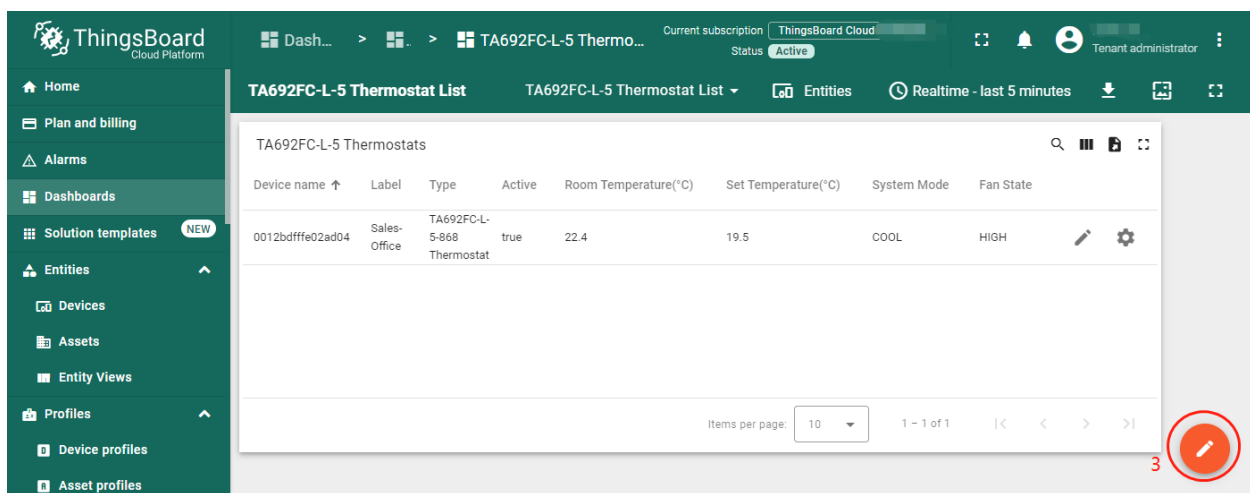 ThingsBoard
Cloud Platform
Home
Plan and billing
Alarms
Dashboards
Solution templates NEW
Entities
Devices
Assets
Entity Views
Profiles
Device profiles
Asset profiles
Dash... > > TA692FC-L-5 Thermo...
Current subscription ThingsBoard Cloud
Status Active
Tenant administrator
TA692FC-L-5 Thermostat List TA692FC-L-5 Thermostat List Entities Realtime - last 5 minutes
TA692FC-L-5 Thermostats
Device name Label Type Active Room Temperature(°C) Set Temperature(°C) System Mode Fan State
0012bdfffe02ad04 Sales-Office TA692FC-L-5-868 Thermostat true 22.4 19.5 COOL HIGH
Items per page: 10 1 – 1 of 1
3